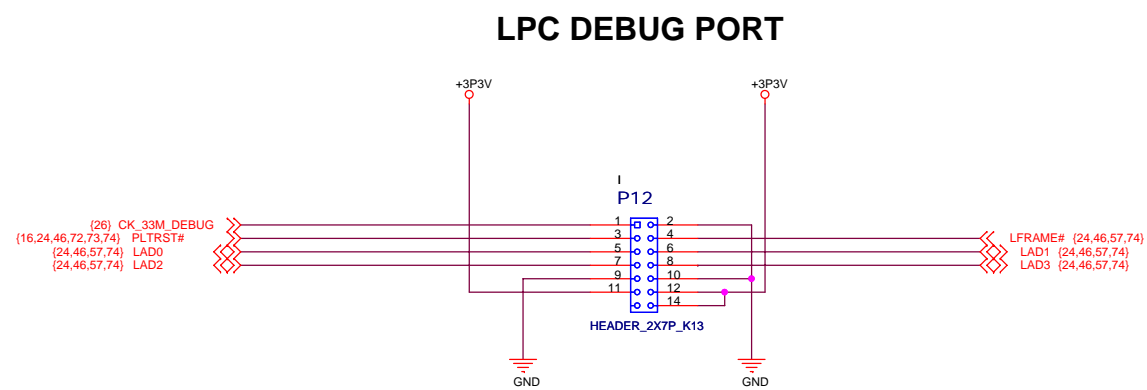 LPC DEBUG PORT
+3P3V +3P3V
I
P12
{26} CK_33M_DEBUG 1 2
{16,24,46,72,73,74} PLTRST# 3 4 LFRAME# {24,46,57,74}
{24,46,57,74} LAD0 5 6 LAD1 {24,46,57,74}
{24,46,57,74} LAD2 7 8 LAD3 {24,46,57,74}
9 10
11 12
14
HEADER_2X7P_K13
GND GND